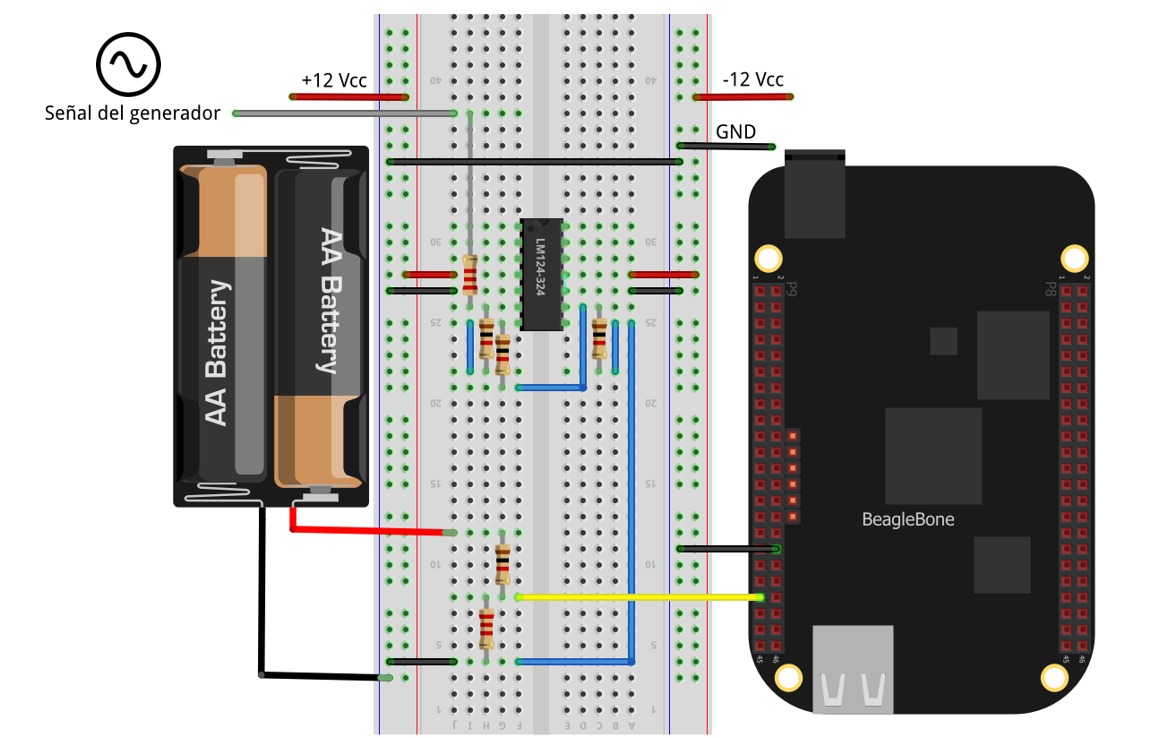 +12 Vcc
-12 Vcc
Señal del generador
GND
40
40
P9
P8
1
2
1
2
AA Battery
AA Battery
LM124-324
30
30
25
25
20
20
15
15
BeagleBone
10
10
5
5
45
46
45
46
1
1
J I H G F
E D C B A